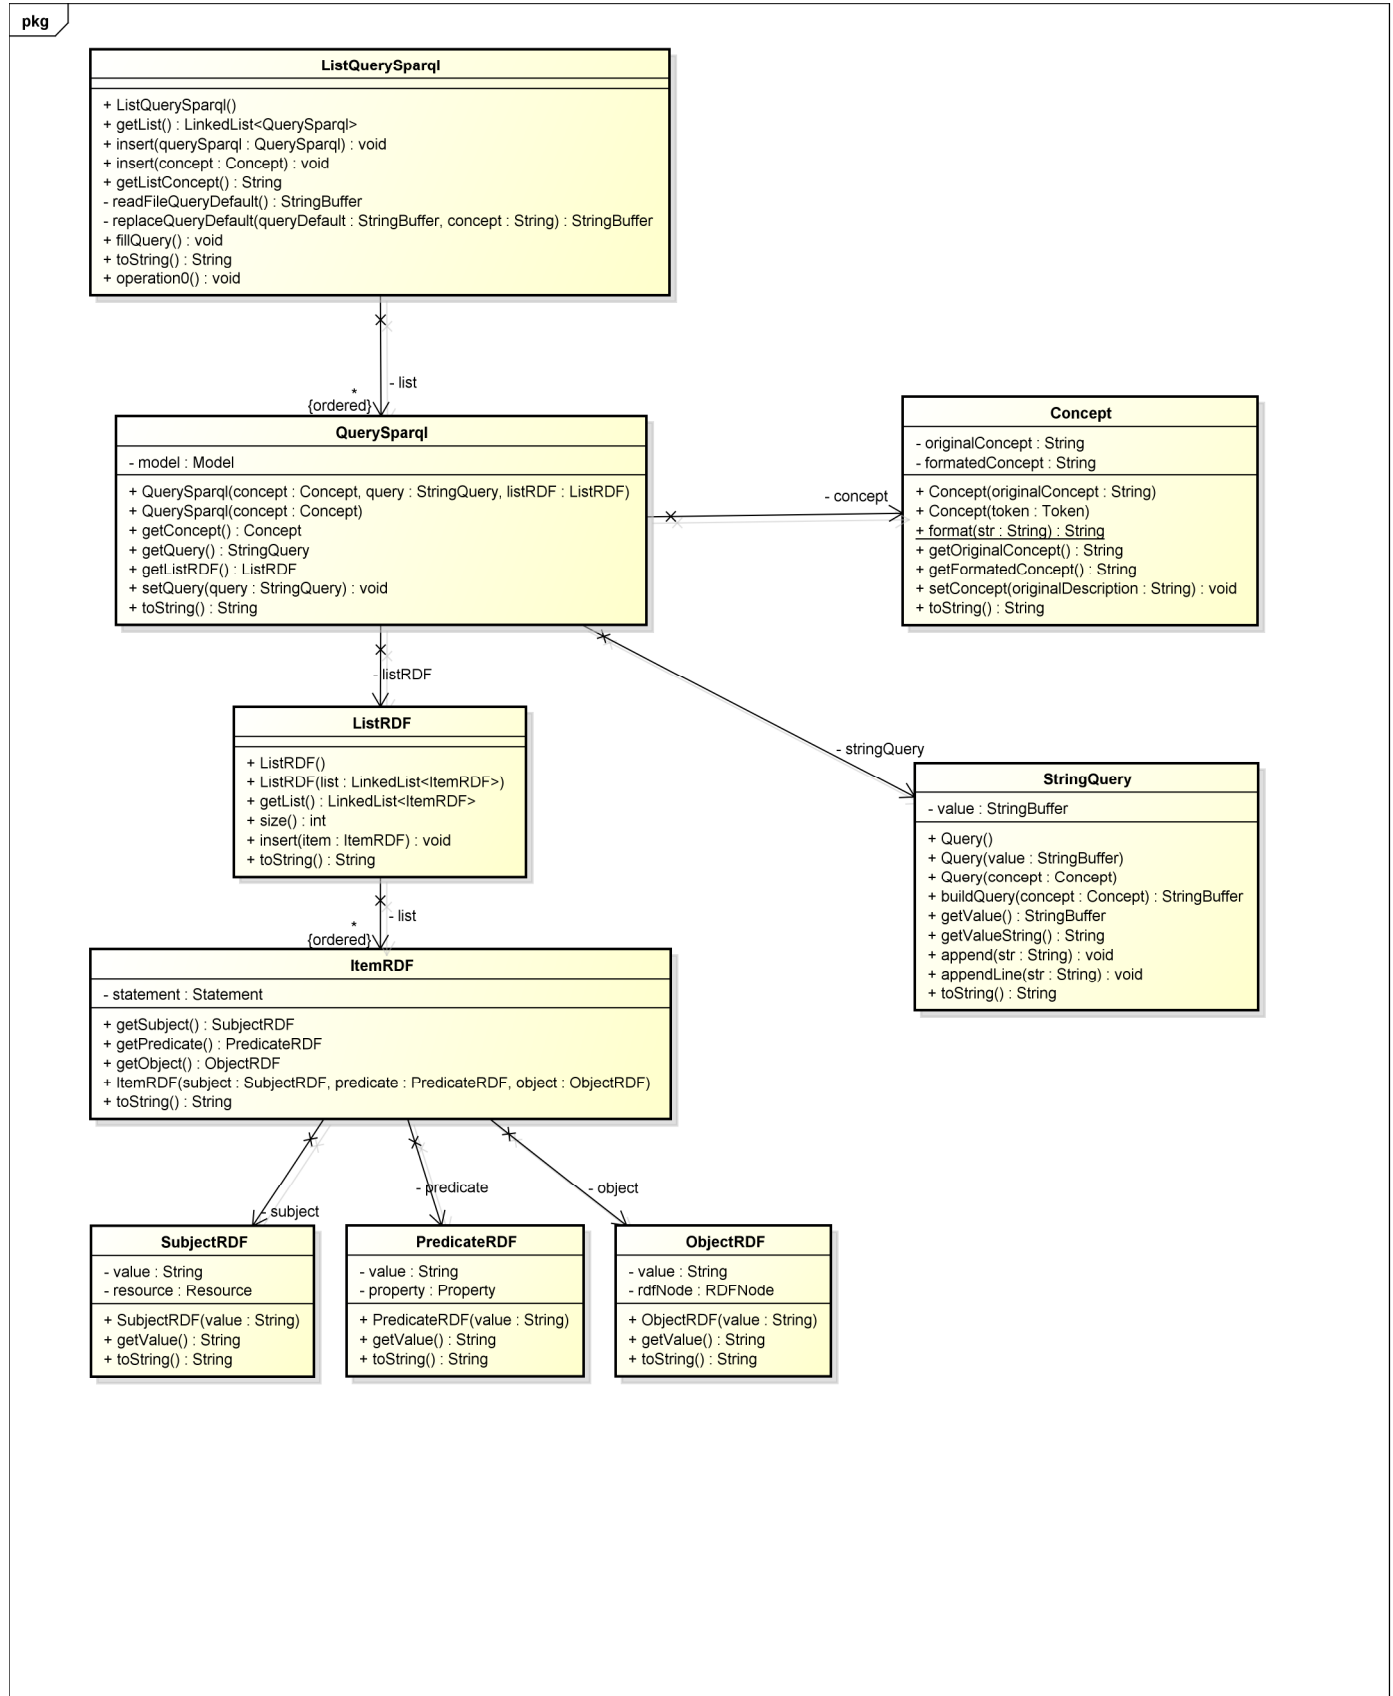 pkg
ListQuerySparql
+ ListQuerySparql()
+ getList() : LinkedList<QuerySparql>
+ insert(querySparql : QuerySparql) : void
+ insert(concept : Concept) : void
+ getListConcept() : String
- readFileQueryDefault() : StringBuffer
- replaceQueryDefault(queryDefault : StringBuffer, concept : String) : StringBuffer
+ fillQuery() : void
+ toString() : String
+ operation0() : void
- list
*
{ordered}
QuerySparql
- model : Model
+ QuerySparql(concept : Concept, query : StringQuery, listRDF : ListRDF)
+ QuerySparql(concept : Concept)
+ getConcept() : Concept
+ getQuery() : StringQuery
+ getListRDF() : ListRDF
+ setQuery(query : StringQuery) : void
+ toString() : String
- concept
Concept
- originalConcept : String
- formatedConcept : String
+ Concept(originalConcept : String)
+ Concept(token : Token)
+ format(str : String) : String
+ getOriginalConcept() : String
+ getFormatedConcept() : String
+ setConcept(originalDescription : String) : void
+ toString() : String
- listRDF
ListRDF
+ ListRDF()
+ ListRDF(list : LinkedList<ItemRDF>)
+ getList() : LinkedList<ItemRDF>
+ size() : int
+ insert(item : ItemRDF) : void
+ toString() : String
- stringQuery
StringQuery
- value : StringBuffer
+ Query()
+ Query(value : StringBuffer)
+ Query(concept : Concept)
+ buildQuery(concept : Concept) : StringBuffer
+ getValue() : StringBuffer
+ getValueString() : String
+ append(str : String) : void
+ appendLine(str : String) : void
+ toString() : String
- list
*
{ordered}
ItemRDF
- statement : Statement
+ getSubject() : SubjectRDF
+ getPredicate() : PredicateRDF
+ getObject() : ObjectRDF
+ ItemRDF(subject : SubjectRDF, predicate : PredicateRDF, object : ObjectRDF)
+ toString() : String
- subject
- predicate
- object
SubjectRDF
- value : String
- resource : Resource
+ SubjectRDF(value : String)
+ getValue() : String
+ toString() : String
PredicateRDF
- value : String
- property : Property
+ PredicateRDF(value : String)
+ getValue() : String
+ toString() : String
ObjectRDF
- value : String
- rdfNode : RDFNode
+ ObjectRDF(value : String)
+ getValue() : String
+ toString() : String